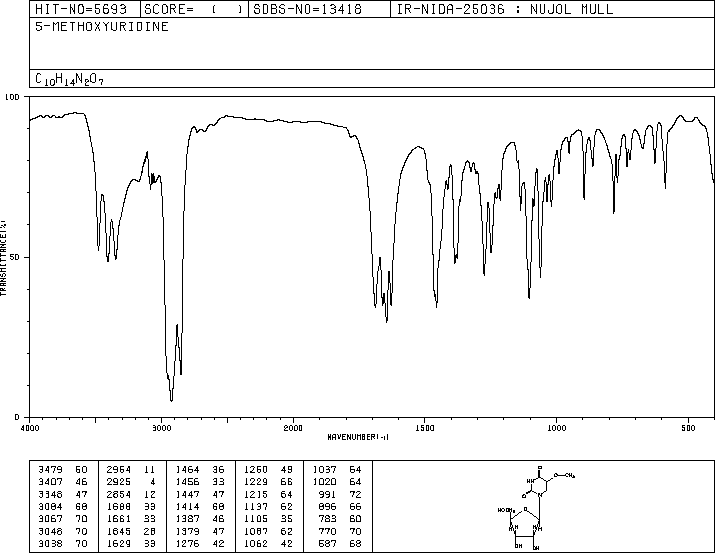 HIT-NO=5693 SCORE= ( ) SDBS-NO=13418 IR-NIDA-25036 : NUJOL MULL
5-METHOXYURIDINE
C10H14N2O7
100
50
0
TRANSMITTANCE(%)
4000 3000 2000 1500 1000 500
WAVENUMBER(-1)
3479 50 2954 11 1464 36 1250 49 1037 64
3407 46 2925 4 1456 33 1229 66 1020 64
3348 47 2854 12 1447 47 1215 64 991 72
3084 68 1688 33 1414 68 1137 62 896 66
3067 70 1661 33 1387 46 1105 35 783 60
3048 70 1645 28 1379 47 1087 62 770 70
3038 70 1629 33 1276 42 1062 42 587 68